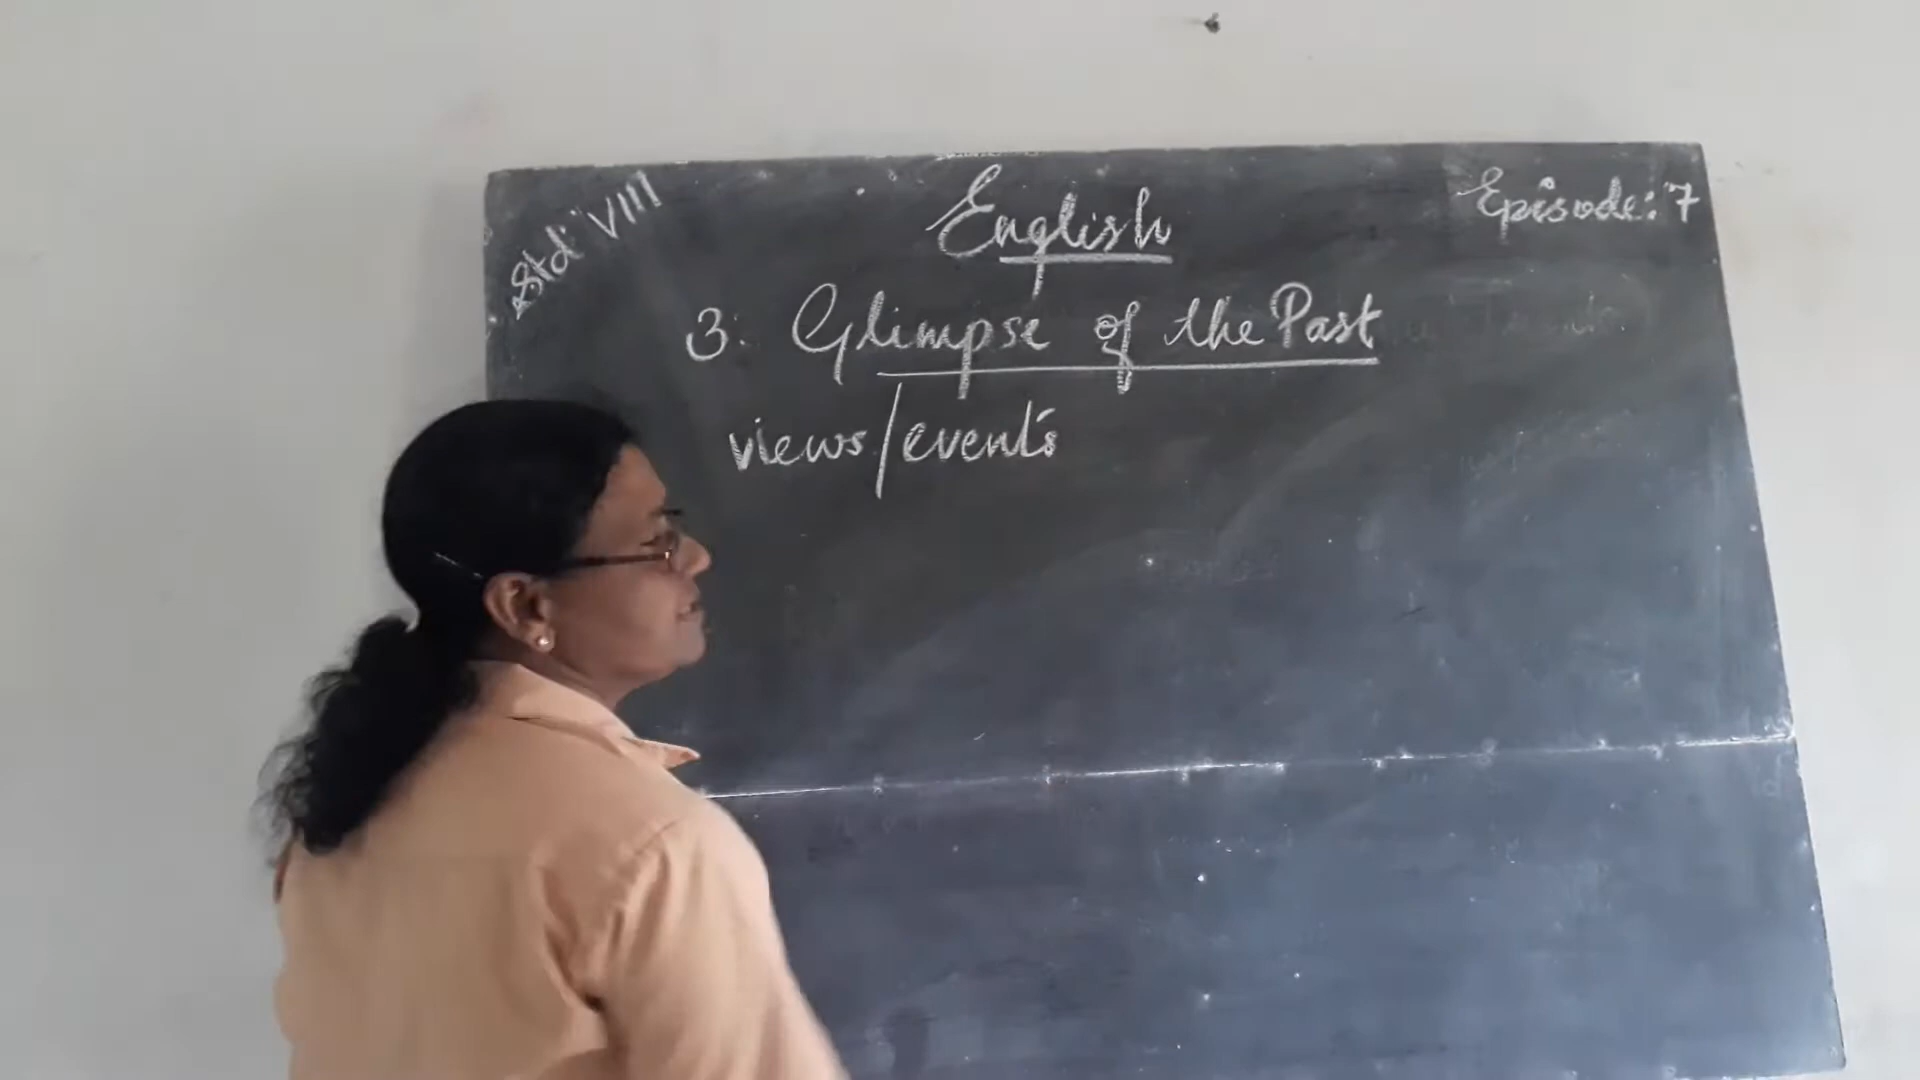 Std: VIII
English
Episode: 7
3. Glimpse of the Past
views/events